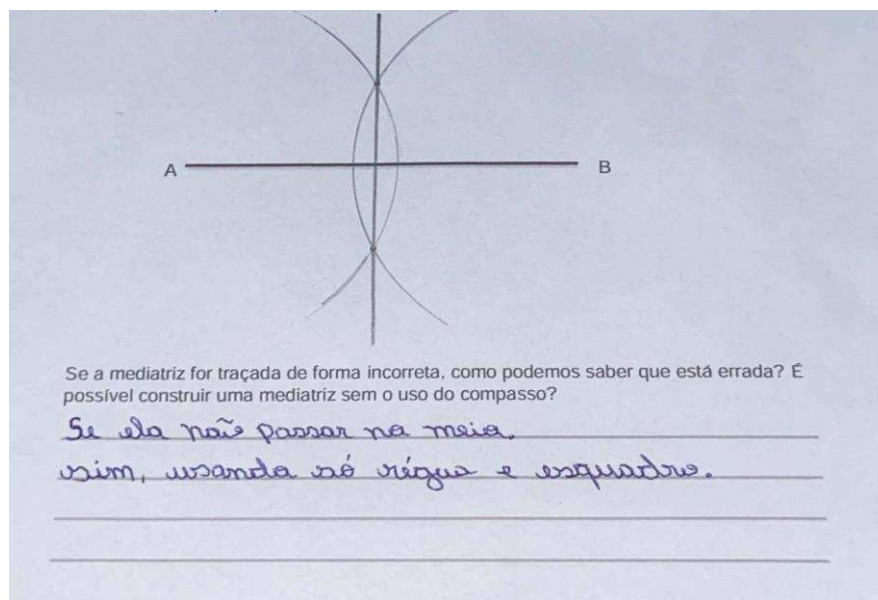 A B
Se a mediatriz for traçada de forma incorreta, como podemos saber que está errada? É
possível construir uma mediatriz sem o uso do compasso?
Se ela não passar na meia.
sim, usando só régua e esquadro.